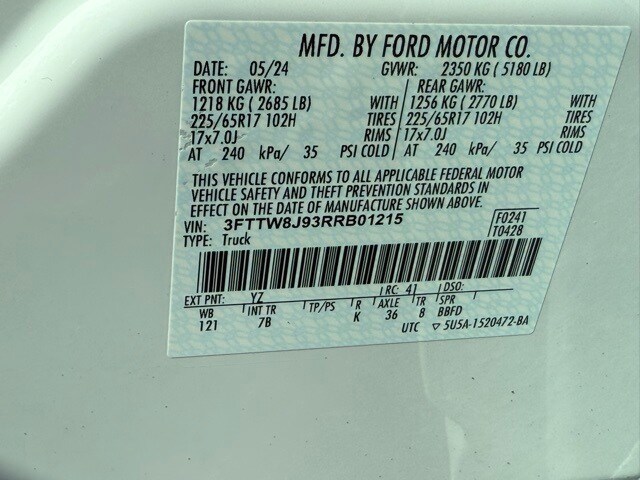 MFD. BY FORD MOTOR CO.
DATE: 05/24 GVWR: 2350 KG ( 5180 LB)
FRONT GAWR: REAR GAWR:
1218 KG ( 2685 LB) WITH 1256 KG ( 2770 LB) WITH
225/65R17 102H TIRES 225/65R17 102H TIRES
17x7.0J RIMS 17x7.0J RIMS
AT 240 kPa/ 35 PSI COLD AT 240 kPa/ 35 PSI COLD
THIS VEHICLE CONFORMS TO ALL APPLICABLE FEDERAL MOTOR
VEHICLE SAFETY AND THEFT PREVENTION STANDARDS IN
EFFECT ON THE DATE OF MANUFACTURE SHOWN ABOVE.
VIN: 3FTTW8J93RRB01215 F0241
TYPE: Truck T0428
EXT PNT: YZ RC: 41 DSO:
WB INT TR TP/PS R AXLE TR SPR
121 7B K 36 8 BBFD
UTC ▽ 5U5A-1520472-BA